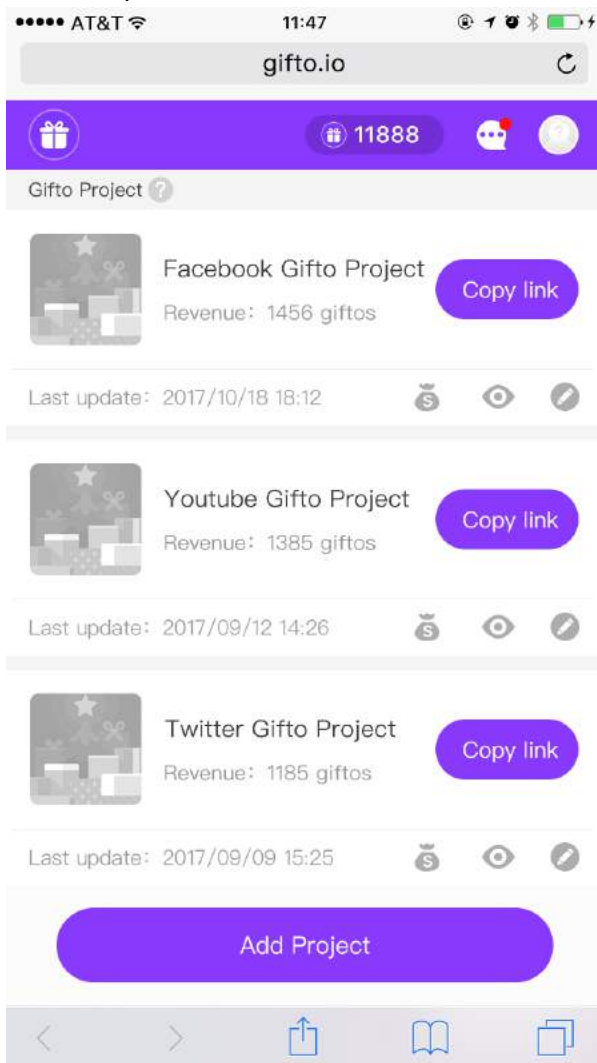 AT&T 11:47
gifto.io
11888
Gifto Project ?
Facebook Gifto Project
Revenue: 1456 giftos
Copy link
Last update: 2017/10/18 18:12
Youtube Gifto Project
Revenue: 1385 giftos
Copy link
Last update: 2017/09/12 14:26
Twitter Gifto Project
Revenue: 1185 giftos
Copy link
Last update: 2017/09/09 15:25
Add Project